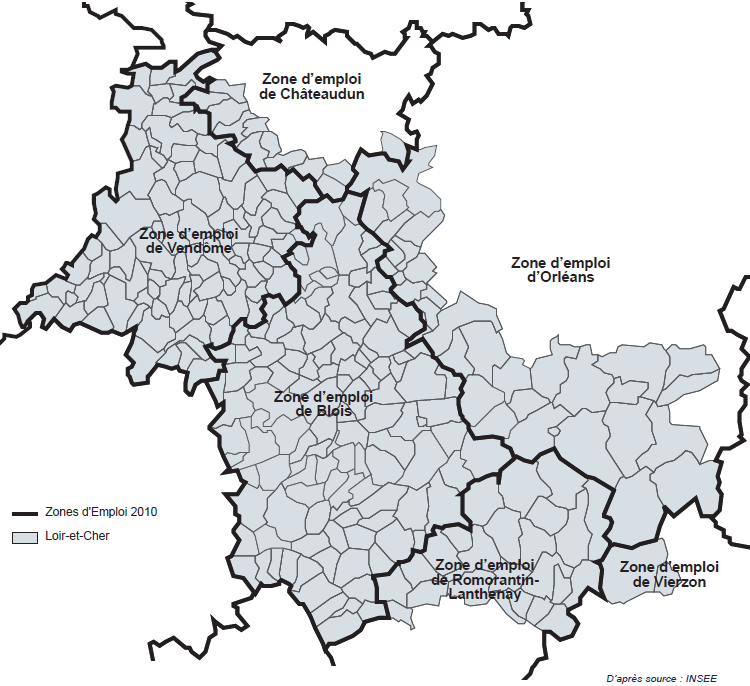 Zone d'emploi
de Châteaudun
Zone d'emploi
de Vendôme
Zone d'emploi
d'Orléans
Zone d'emploi
de Blois
Zones d'Emploi 2010
Loir-et-Cher
Zone d'emploi
de Romorantin-
Lanthenay
Zone d'emploi
de Vierzon
D'après source : INSEE